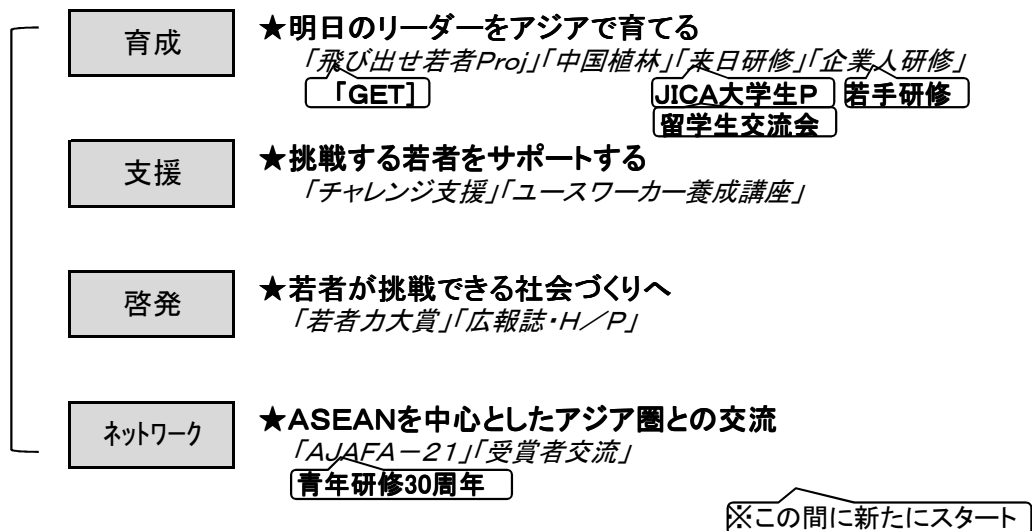 育成
★明日のリーダーをアジアで育てる
「飛び出せ若者Proj」「中国植林」「来日研修」「企業人研修」
「GET]
JICA大学生P
若手研修
留学生交流会
支援
★挑戦する若者をサポートする
「チャレンジ支援」「ユースワーカー養成講座」
啓発
★若者が挑戦できる社会づくりへ
「若者力大賞」「広報誌・H/P」
ネットワーク
★ASEANを中心としたアジア圏との交流
「AJAFA-21」「受賞者交流」
青年研修30周年
※この間に新たにスタート